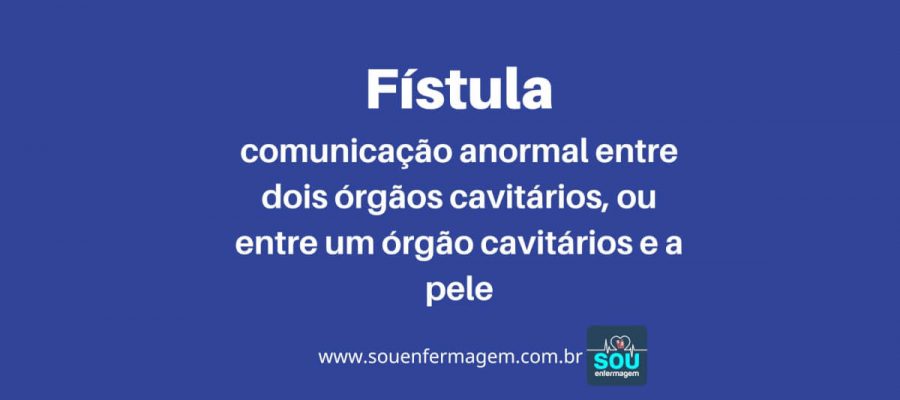 Fístula
comunicação anormal entre
dois órgãos cavitários, ou
entre um órgão cavitários e a
pele
www.souenfermagem.com.br
SOU
enfermagem